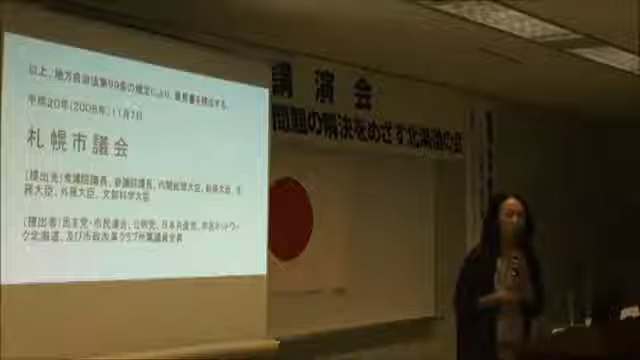 以上、地方自治法第99条の規定により、意見書を提出する。
平成20年(2008年)11月7日
札幌市議会
(提出先)衆議院議長、参議院議長、内閣総理大臣、総務大臣、法
務大臣、外務大臣、文部科学大臣
(提出者)民主党・市民連合、公明党、日本共産党、市民ネットワー
ク北海道、及び市政改革クラブ所属議員全員
講演会
問題の解決をめざす北海道の会